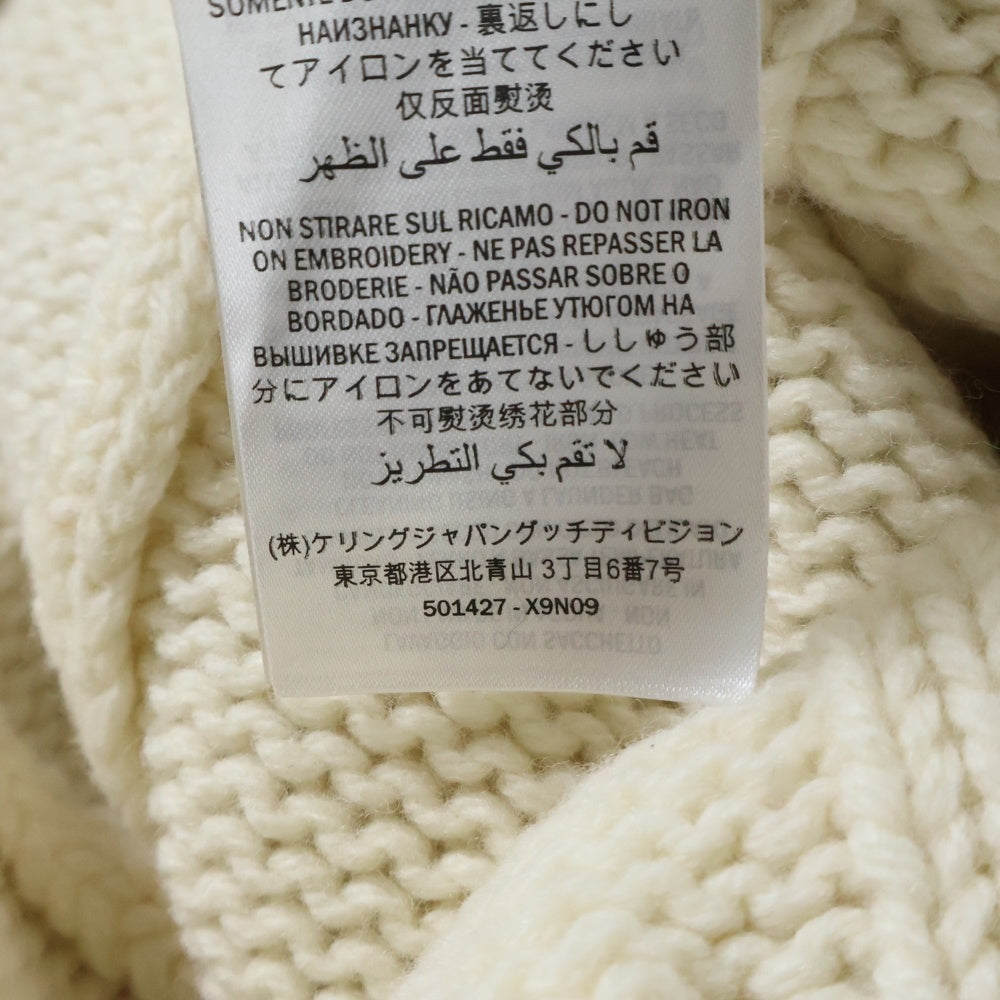 SOMENTE
НАИЗНАНКУ - 裏返しにし
てアイロンを当ててください
仅反面熨烫
قم بالكي فقط على الظهر
NON STIRARE SUL RICAMO - DO NOT IRON
ON EMBROIDERY - NE PAS REPASSER LA
BRODERIE - NÃO PASSAR SOBRE O
BORDADO - ГЛАЖЕНЬЕ УТЮГОМ НА
ВЫШИВКЕ ЗАПРЕЩАЕТСЯ - ししゅう部
分にアイロンをあてないでください
不可熨烫绣花部分
لا تقم بكي التطريز
(株)ケリングジャパングッチディビジョン
東京都港区北青山 3丁目6番7号
501427 - X9N09